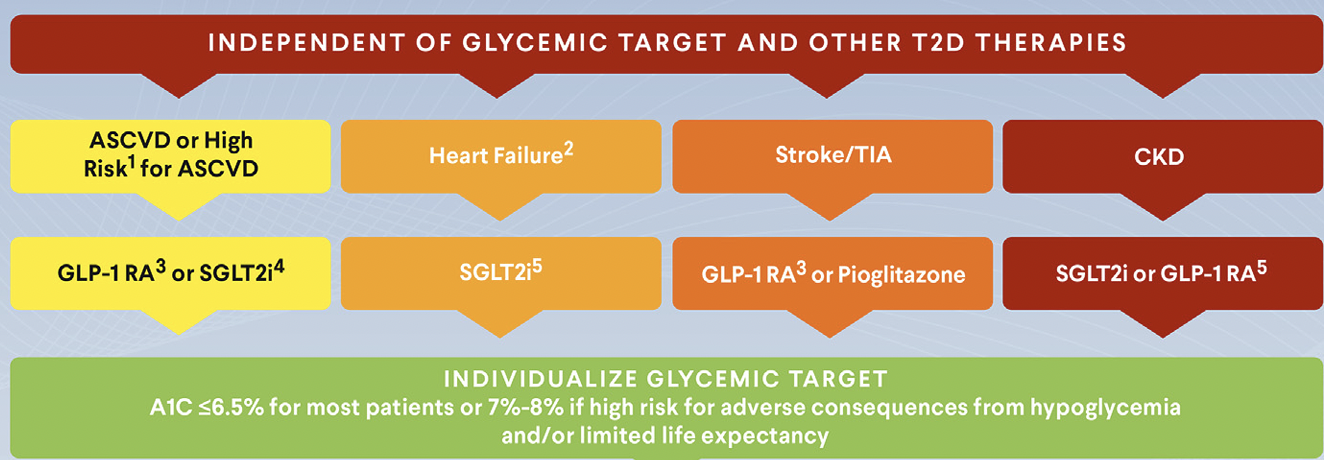 INDEPENDENT OF GLYCEMIC TARGET AND OTHER T2D THERAPIES
ASCVD or High
Risk¹ for ASCVD
Heart Failure²
Stroke/TIA
CKD
GLP-1 RA³ or SGLT2i⁴
SGLT2i⁵
GLP-1 RA³ or Pioglitazone
SGLT2i or GLP-1 RA⁵
INDIVIDUALIZE GLYCEMIC TARGET
A1C ≤6.5% for most patients or 7%-8% if high risk for adverse consequences from hypoglycemia
and/or limited life expectancy